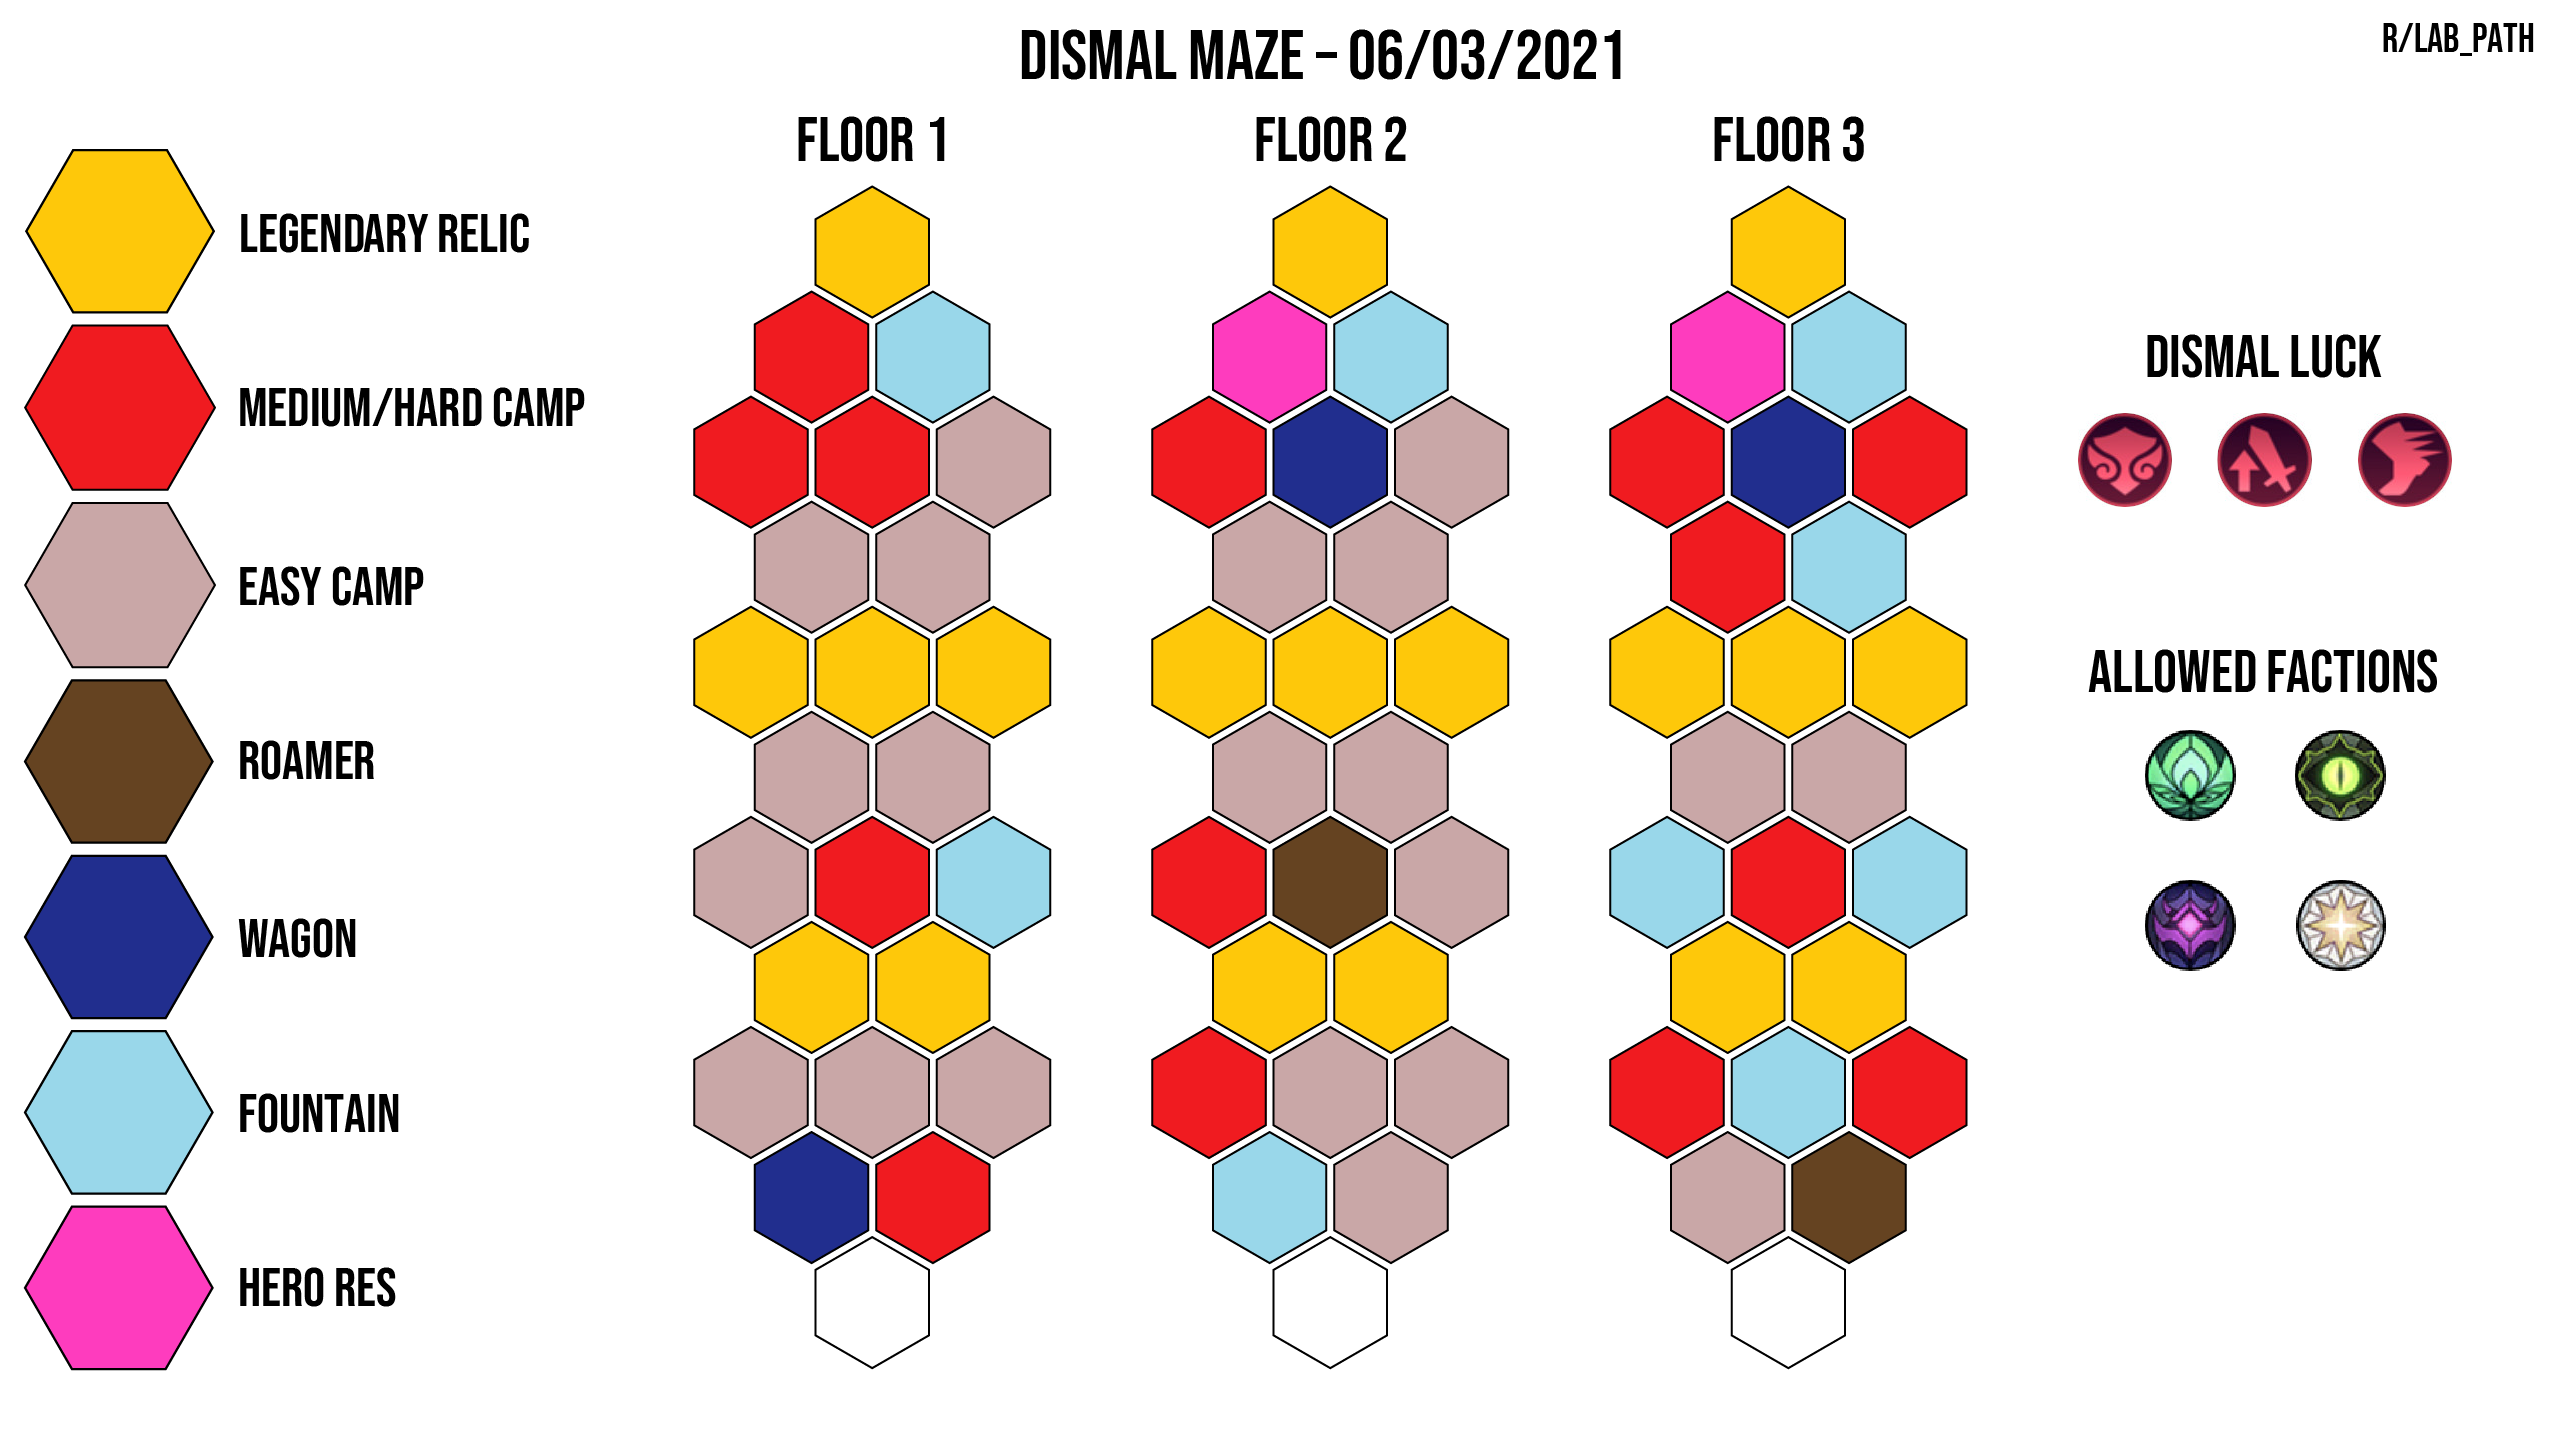 DISMAL MAZE – 06/03/2021
R/LAB_PATH
FLOOR 1
FLOOR 2
FLOOR 3
LEGENDARY RELIC
MEDIUM/HARD CAMP
EASY CAMP
ROAMER
WAGON
FOUNTAIN
HERO RES
DISMAL LUCK
ALLOWED FACTIONS